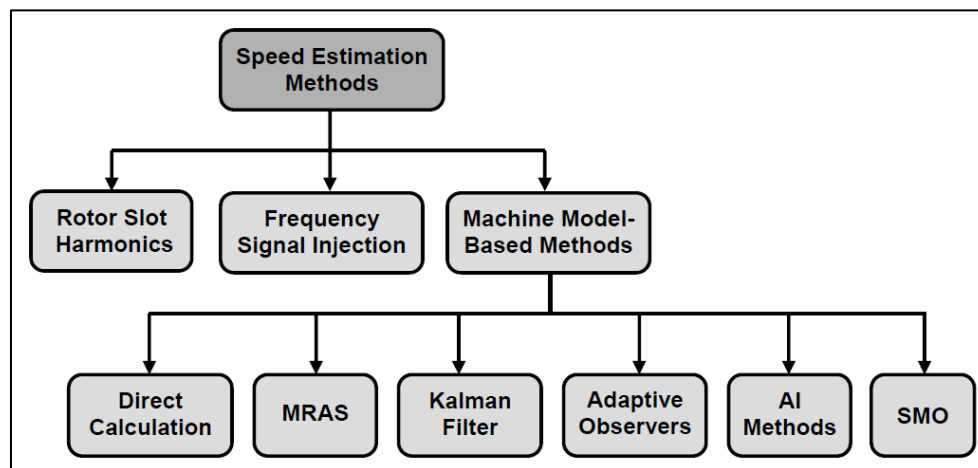 Speed Estimation
Methods
Rotor Slot
Harmonics
Frequency
Signal Injection
Machine Model-
Based Methods
Direct
Calculation
MRAS
Kalman
Filter
Adaptive
Observers
AI
Methods
SMO